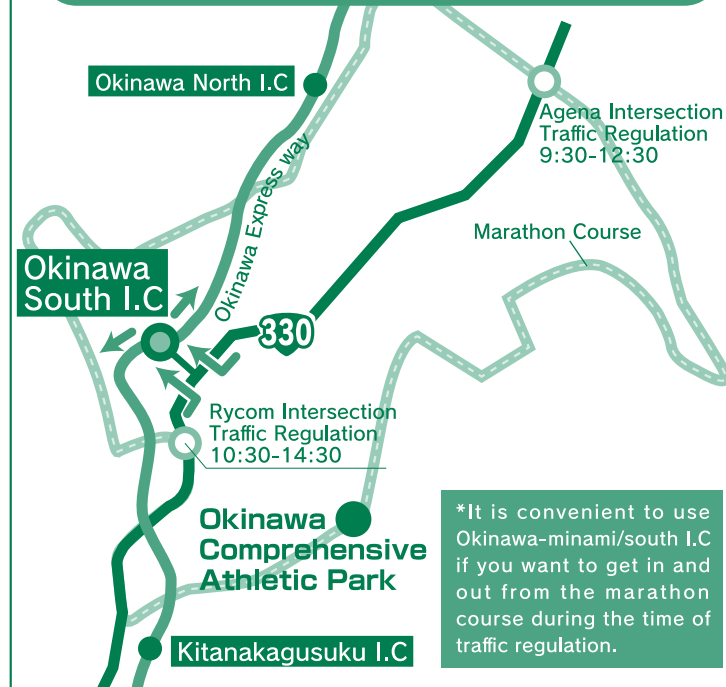 Okinawa North I.C
Agena Intersection
Traffic Regulation
9:30-12:30
Okinawa Express way
Marathon Course
Okinawa
South I.C
330
Rycom Intersection
Traffic Regulation
10:30-14:30
Okinawa
Comprehensive
Athletic Park
*It is convenient to use
Okinawa-minami/south I.C
if you want to get in and
out from the marathon
course during the time of
traffic regulation.
Kitanakagusuku I.C